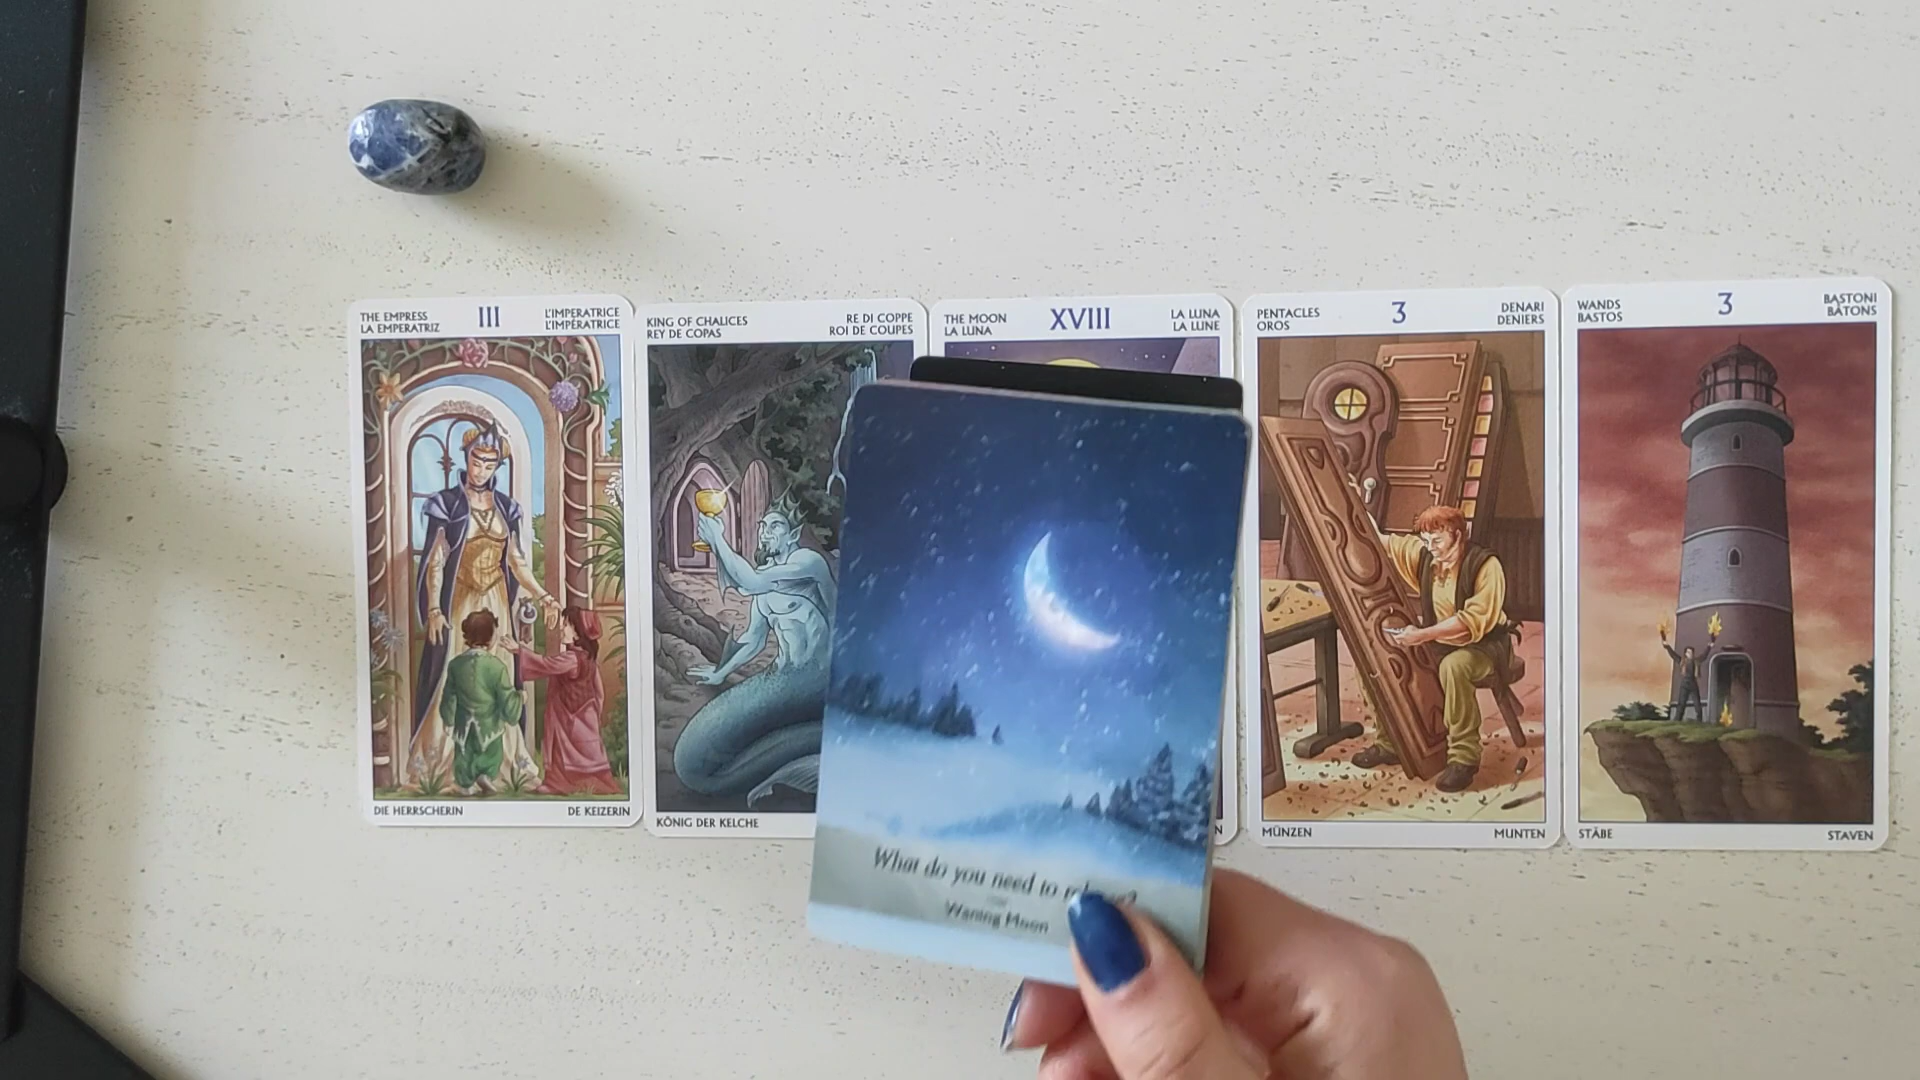 THE EMPRESS
LA EMPERATRIZ
III
L'IMPERATRICE
L'IMPÉRATRICE
DIE HERRSCHERIN
DE KEIZERIN
KING OF CHALICES
REY DE COPAS
RE DI COPPE
ROI DE COUPES
KÖNIG DER KELCHE
THE MOON
LA LUNA
XVIII
LA LUNA
LA LUNE
What do you need to
Waning Moon
PENTACLES
OROS
3
DENARI
DENIERS
MÜNZEN
MUNTEN
WANDS
BASTOS
3
BASTONI
BÂTONS
STÄBE
STAVEN